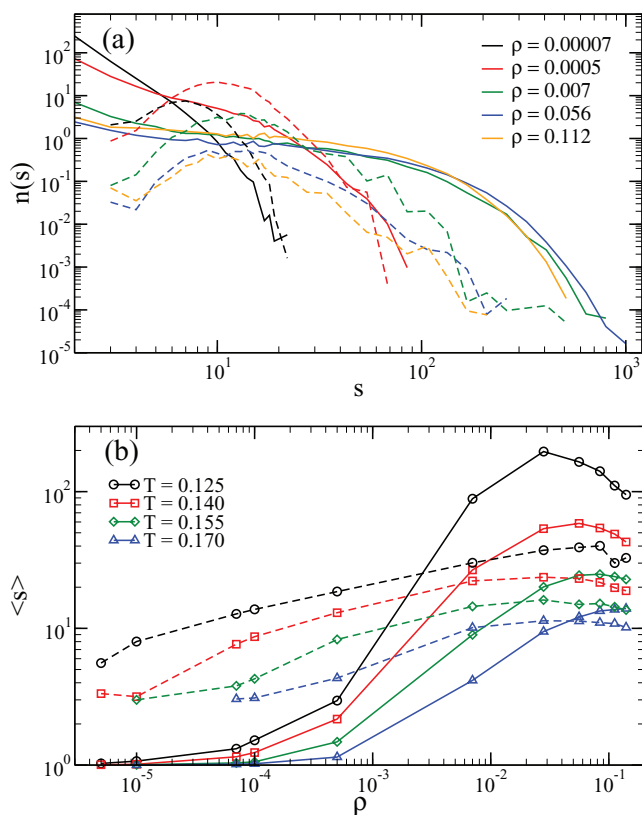 (a)
ρ = 0.00007
ρ = 0.0005
ρ = 0.007
ρ = 0.056
ρ = 0.112
10^2
10^1
10^0
10^-1
10^-2
10^-3
10^-4
10^-5
n(s)
10^1 10^2 10^3
s
(b)
T = 0.125
T = 0.140
T = 0.155
T = 0.170
10^2
10^1
10^0
<s>
10^-5 10^-4 10^-3 10^-2 10^-1
ρ